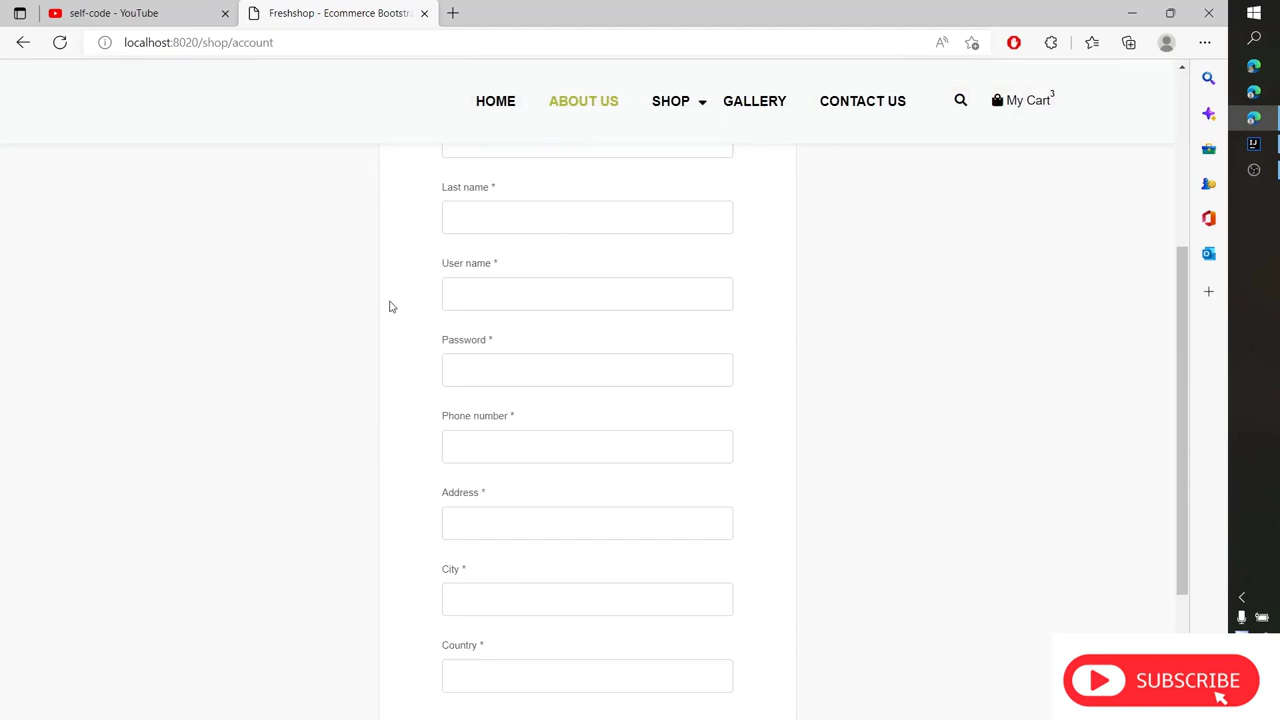 self-code - YouTube
Freshshop - Ecommerce Bootstra
localhost:8020/shop/account
HOME
ABOUT US
SHOP
GALLERY
CONTACT US
My Cart 3
Last name *
User name *
Password *
Phone number *
Address *
City *
Country *
SUBSCRIBE